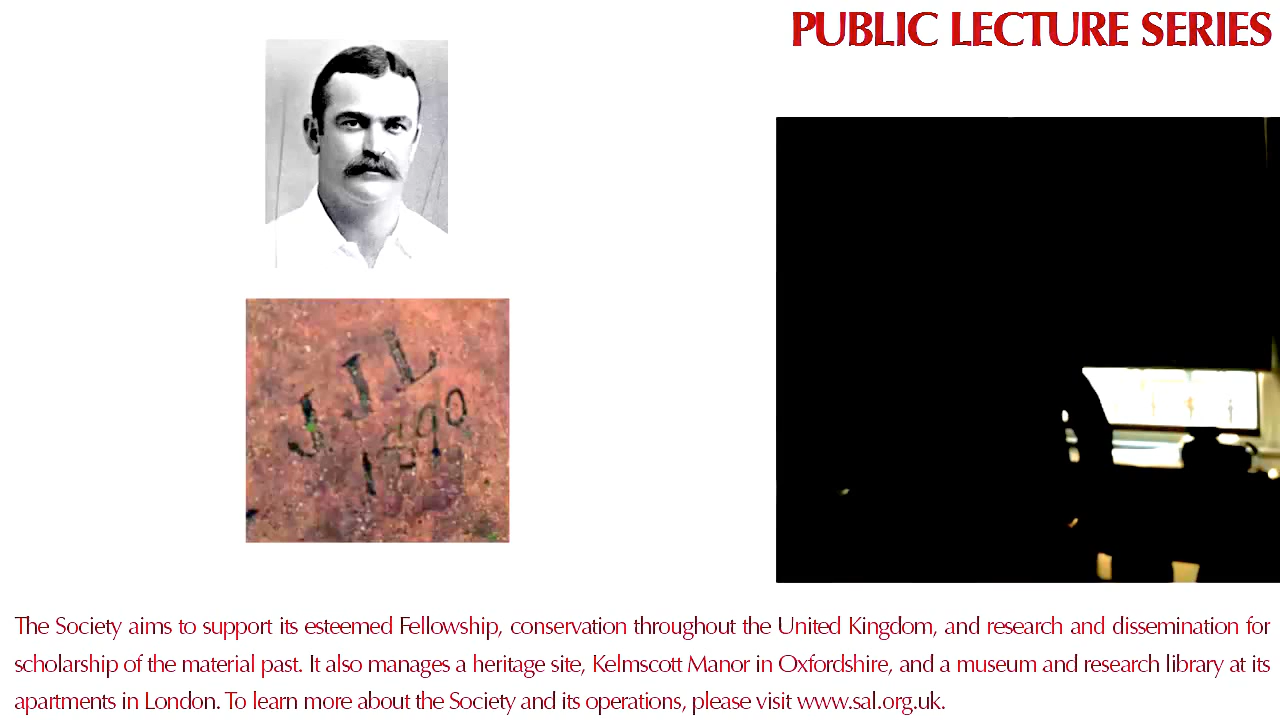 PUBLIC LECTURE SERIES
JJL
1890
The Society aims to support its esteemed Fellowship, conservation throughout the United Kingdom, and research and dissemination for
scholarship of the material past. It also manages a heritage site, Kelmscott Manor in Oxfordshire, and a museum and research library at its
apartments in London. To learn more about the Society and its operations, please visit www.sal.org.uk.